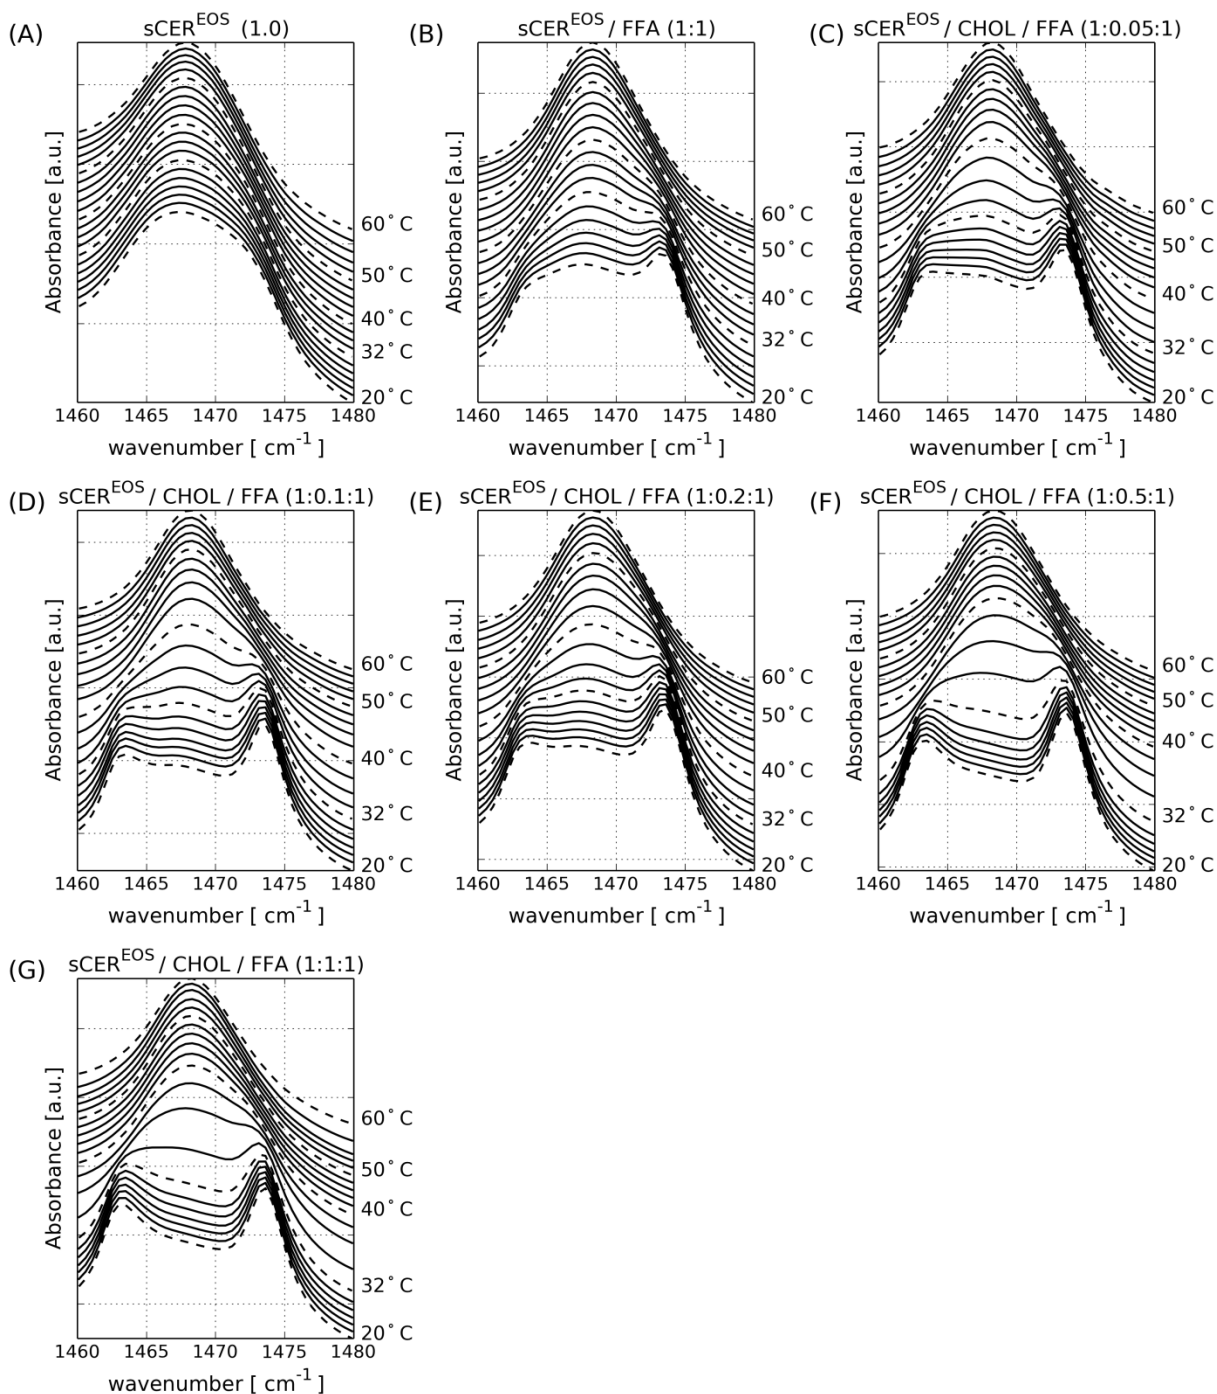 (A) sCER^EOS (1.0)
Absorbance [a.u.]
60°C
50°C
40°C
32°C
20°C
1460 1465 1470 1475 1480
wavenumber [ cm^-1 ]
(B) sCER^EOS / FFA (1:1)
Absorbance [a.u.]
60°C
50°C
40°C
32°C
20°C
1460 1465 1470 1475 1480
wavenumber [ cm^-1 ]
(C) sCER^EOS / CHOL / FFA (1:0.05:1)
Absorbance [a.u.]
60°C
50°C
40°C
32°C
20°C
1460 1465 1470 1475 1480
wavenumber [ cm^-1 ]
(D) sCER^EOS / CHOL / FFA (1:0.1:1)
Absorbance [a.u.]
60°C
50°C
40°C
32°C
20°C
1460 1465 1470 1475 1480
wavenumber [ cm^-1 ]
(E) sCER^EOS / CHOL / FFA (1:0.2:1)
Absorbance [a.u.]
60°C
50°C
40°C
32°C
20°C
1460 1465 1470 1475 1480
wavenumber [ cm^-1 ]
(F) sCER^EOS / CHOL / FFA (1:0.5:1)
Absorbance [a.u.]
60°C
50°C
40°C
32°C
20°C
1460 1465 1470 1475 1480
wavenumber [ cm^-1 ]
(G) sCER^EOS / CHOL / FFA (1:1:1)
Absorbance [a.u.]
60°C
50°C
40°C
32°C
20°C
1460 1465 1470 1475 1480
wavenumber [ cm^-1 ]